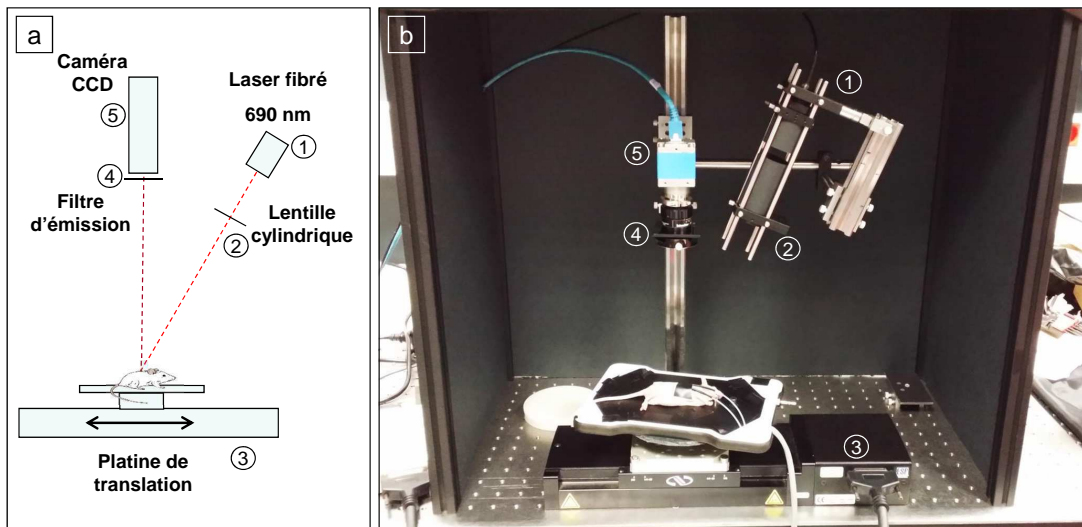 a
Caméra
CCD
⑤
④
Filtre
d'émission
Laser fibré
690 nm
①
Lentille
cylindrique
②
③
Platine de
translation
b
①
⑤
④
②
③